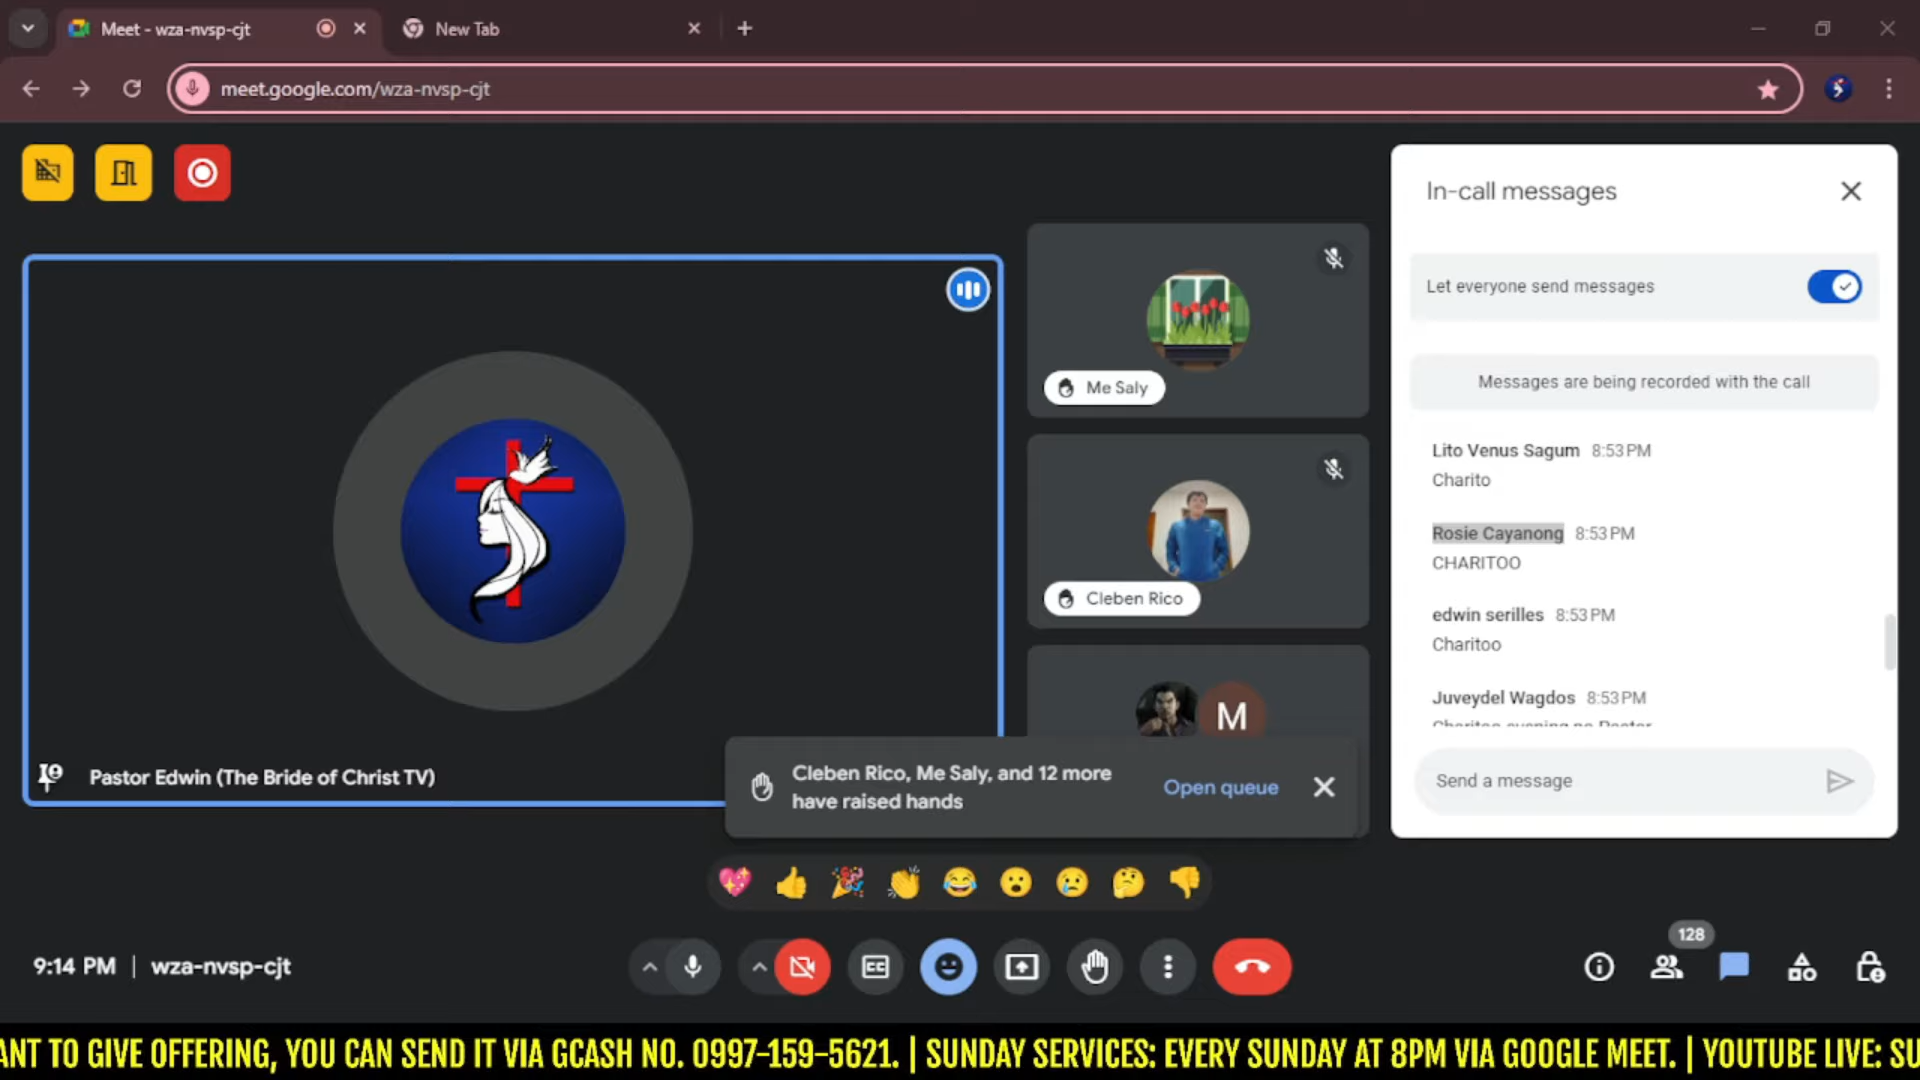 Meet - wza-nvsp-cjt
New Tab
meet.google.com/wza-nvsp-cjt
In-call messages
Let everyone send messages
Messages are being recorded with the call
Lito Venus Sagum 8:53 PM
Charito
Rosie Cayanong 8:53 PM
CHARITOO
edwin serilles 8:53 PM
Charitoo
Juveydel Wagdos 8:53 PM
Send a message
Me Saly
Cleben Rico
M
Pastor Edwin (The Bride of Christ TV)
Cleben Rico, Me Saly, and 12 more
have raised hands
Open queue
9:14 PM | wza-nvsp-cjt
CC
128
ANT TO GIVE OFFERING, YOU CAN SEND IT VIA GCASH NO. 0997-159-5621. | SUNDAY SERVICES: EVERY SUNDAY AT 8PM VIA GOOGLE MEET. | YOUTUBE LIVE: SU